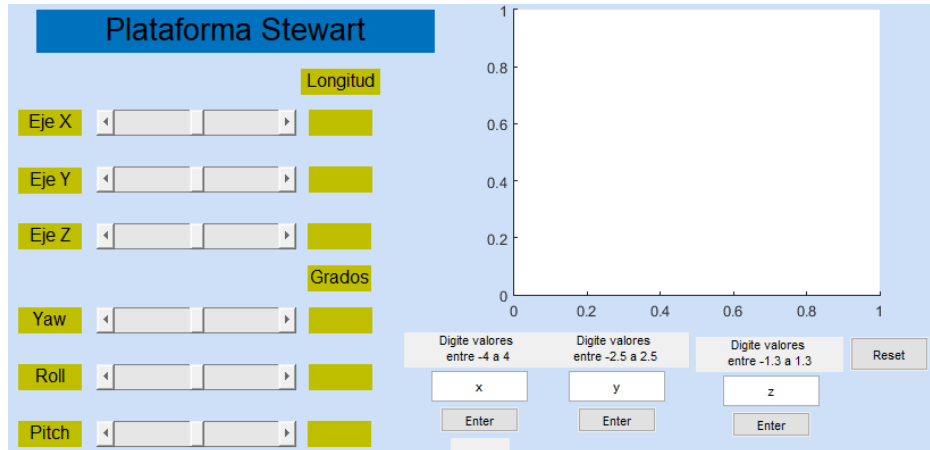 Plataforma Stewart
Longitud
Eje X
Eje Y
Eje Z
Grados
Yaw
Roll
Pitch
1
0.8
0.6
0.4
0.2
0
0 0.2 0.4 0.6 0.8 1
Digite valores
entre -4 a 4
x
Enter
Digite valores
entre -2.5 a 2.5
y
Enter
Digite valores
entre -1.3 a 1.3
z
Enter
Reset